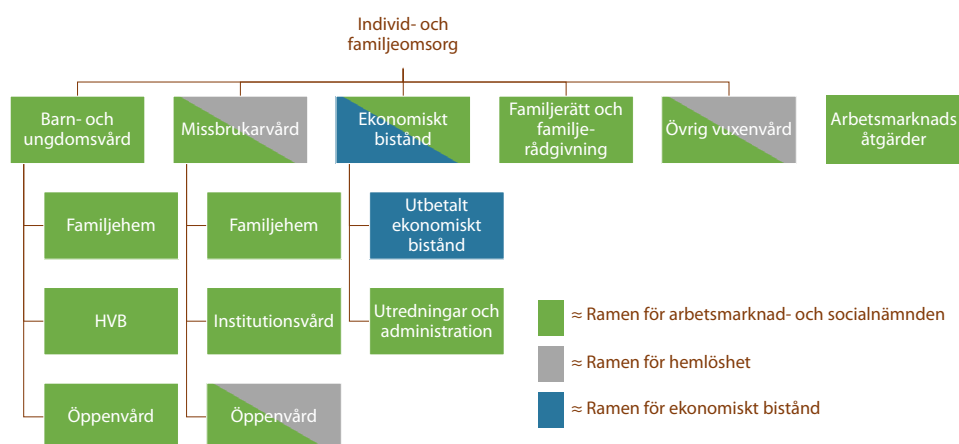 Individ- och
familjeomsorg
Barn- och
ungdomsvård
Missbrukarvård
Ekonomiskt
bistånd
Familjerätt och
familje-
rådgivning
Övrig vuxenvård
Arbetsmarknads
åtgärder
Familjehem
Familjehem
Utbetalt
ekonomiskt
bistånd
HVB
Institutionsvård
Utredningar och
administration
Öppenvård
Öppenvård
≈ Ramen för arbetsmarknad- och socialnämnden
≈ Ramen för hemlöshet
≈ Ramen för ekonomiskt bistånd